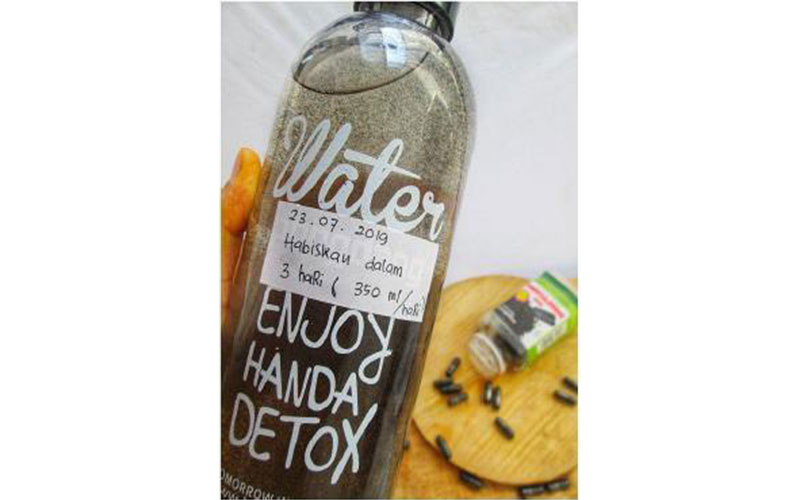 Water
23.07.2019
Habiskan dalam
3 haRi ( 350 ml/haRi)
ENJOY
HANDA
DETOX